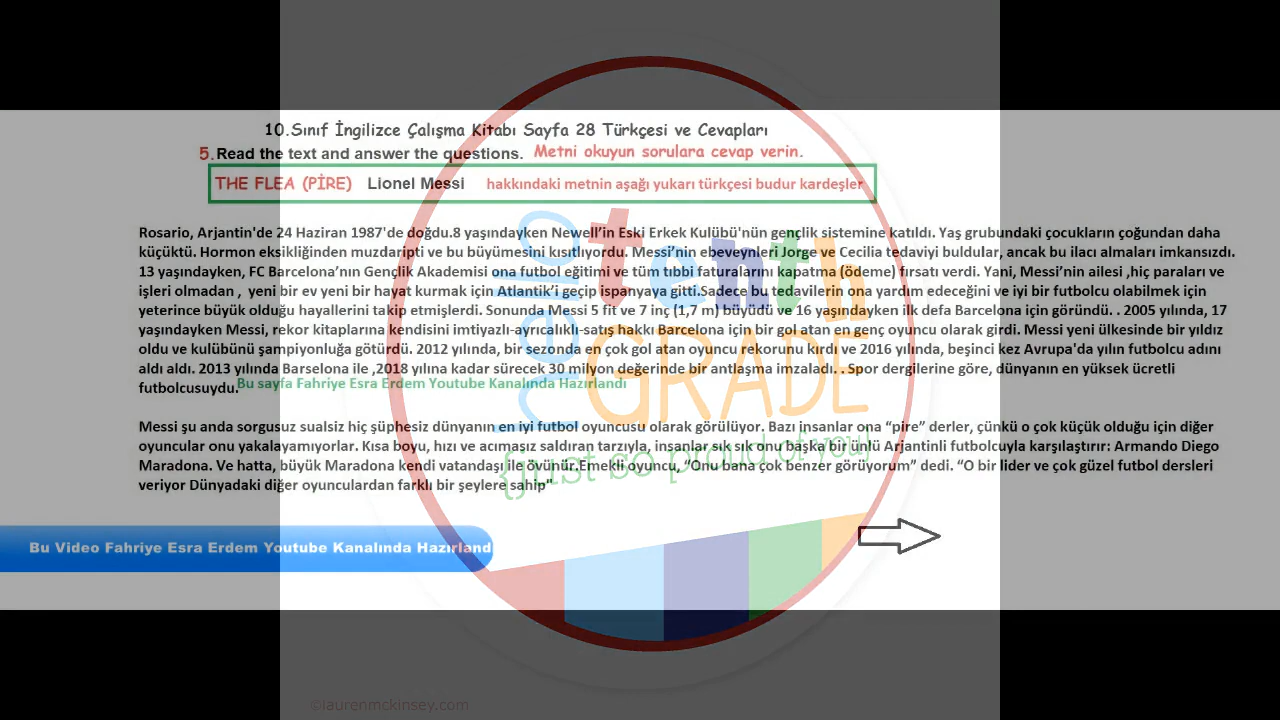 10.Sınıf İngilizce Çalışma Kitabı Sayfa 28 Türkçesi ve Cevapları
5.Read the text and answer the questions. Metni okuyun sorulara cevap verin.
THE FLEA (PİRE) Lionel Messi hakkındaki metnin aşağı yukarı türkçesi budur kardeşler
Rosario, Arjantin'de 24 Haziran 1987'de doğdu.8 yaşındayken Newell’in Eski Erkek Kulübü'nün gençlik sistemine katıldı. Yaş grubundaki çocukların çoğundan daha
küçüktü. Hormon eksikliğinden muzdaripti ve bu büyümesini kısıtlıyordu. Messi’nin ebeveynleri Jorge ve Cecilia tedaviyi buldular, ancak bu ilacı almaları imkansızdı.
13 yaşındayken, FC Barcelona’nın Gençlik Akademisi ona futbol eğitimi ve tüm tıbbi faturalarını kapatma (ödeme) fırsatı verdi. Yani, Messi’nin ailesi ,hiç paraları ve
işleri olmadan , yeni bir ev yeni bir hayat kurmak için Atlantik’i geçip ispanyaya gitti.Sadece bu tedavilerin ona yardım edeceğini ve iyi bir futbolcu olabilmek için
yeterince büyük olduğu hayallerini takip etmişlerdi. Sonunda Messi 5 fit ve 7 inç (1,7 m) büyüdü ve 16 yaşındayken ilk defa Barcelona için göründü. . 2005 yılında, 17
yaşındayken Messi, rekor kitaplarına kendisini imtiyazlı-ayrıcalıklı satış hakkı Barcelona için bir gol atan en genç oyuncu olarak girdi. Messi yeni ülkesinde bir yıldız
oldu ve kulübünü şampiyonluğa götürdü. 2012 yılında, bir sezonda en çok gol atan oyuncu rekorunu kırdı ve 2016 yılında, beşinci kez Avrupa'da yılın futbolcu adını
aldı aldı. 2013 yılında Barselona ile ,2018 yılına kadar sürecek 30 milyon değerinde bir antlaşma imzaladı. . Spor dergilerine göre, dünyanın en yüksek ücretli
futbolcusuydu.Bu sayfa Fahriye Esra Erdem Youtube Kanalında Hazırlandı
Messi şu anda sorgusuz sualsiz hiç şüphesiz dünyanın en iyi futbol oyuncusu olarak görülüyor. Bazı insanlar ona “pire” derler, çünkü o çok küçük olduğu için diğer
oyuncular onu yakalayamıyorlar. Kısa boyu, hızı ve acımasız saldıran tarzıyla, insanlar sık sık onu başka bir ünlü Arjantinli futbolcuyla karşılaştırır: Armando Diego
Maradona. Ve hatta, büyük Maradona kendi vatandaşı ile övünür.Emekli oyuncu, “Onu bana çok benzer görüyorum” dedi. “O bir lider ve çok güzel futbol dersleri
veriyor Dünyadaki diğer oyunculardan farklı bir şeylere sahip"
hello
tenth
GRADE
{just so proud of you}
Bu Video Fahriye Esra Erdem Youtube Kanalında Hazırland
©laurenmckinsey.com